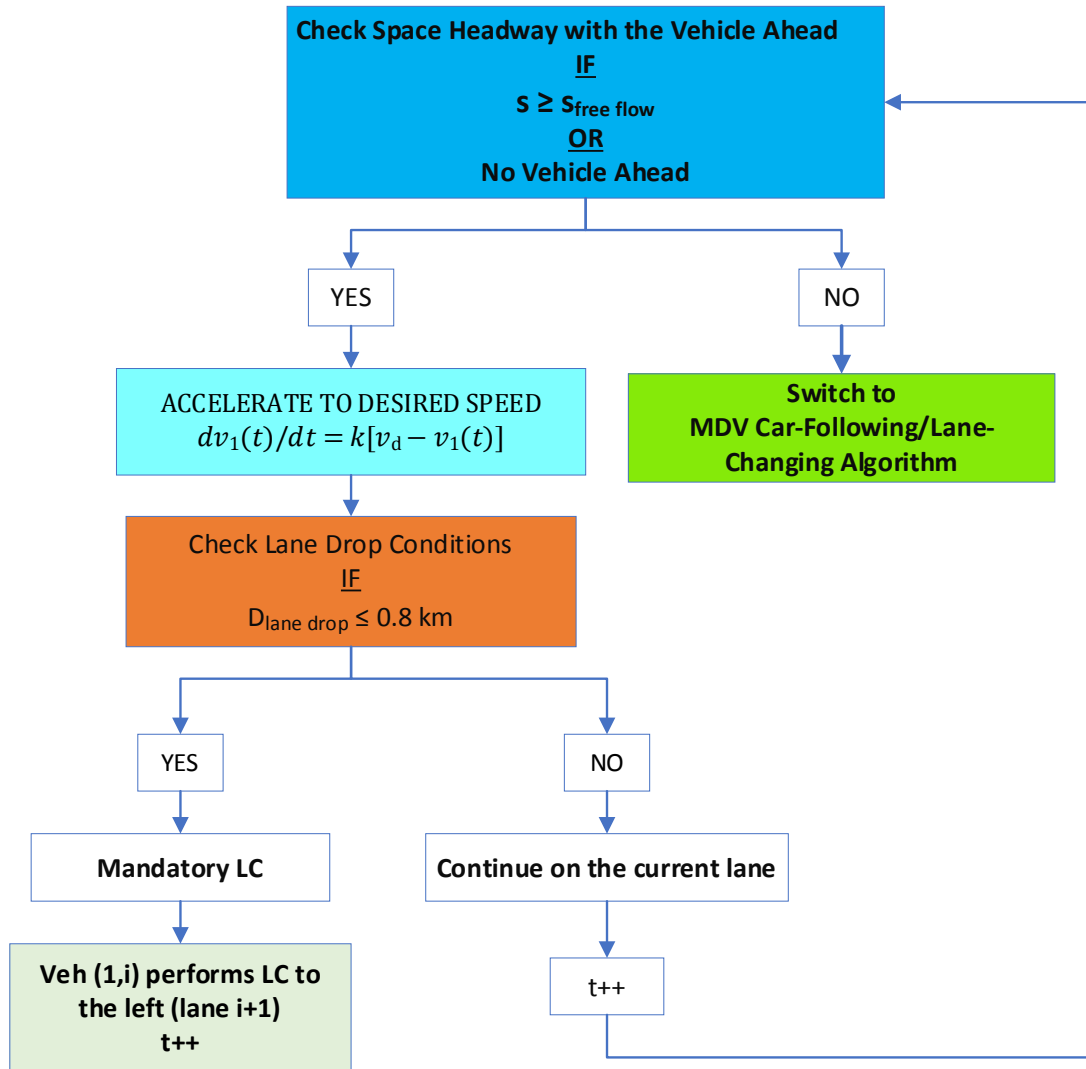 Check Space Headway with the Vehicle Ahead
IF
s ≥ s_free flow
OR
No Vehicle Ahead
YES
NO
ACCELERATE TO DESIRED SPEED
dv₁(t)/dt = k[v_d − v₁(t)]
Switch to
MDV Car-Following/Lane-
Changing Algorithm
Check Lane Drop Conditions
IF
D_lane drop ≤ 0.8 km
YES
NO
Mandatory LC
Continue on the current lane
Veh (1,i) performs LC to
the left (lane i+1)
t++
t++